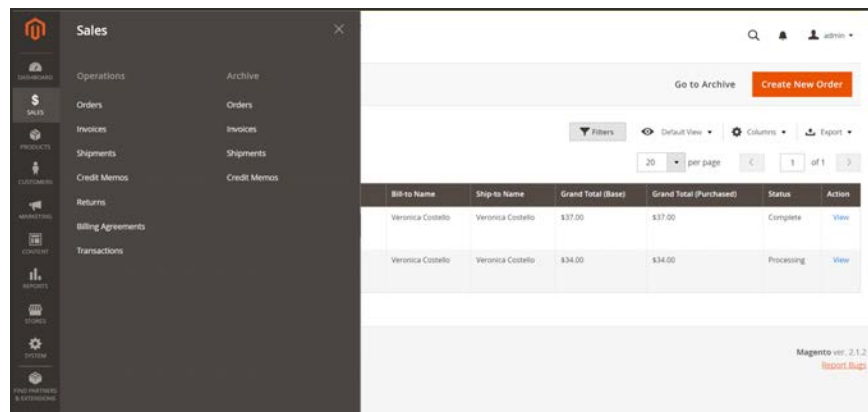 Sales
admin
DASHBOARD
SALES
PRODUCTS
CUSTOMERS
MARKETING
CONTENT
REPORTS
STORES
SYSTEM
FIND PARTNERS
& EXTENSIONS
Operations
Orders
Invoices
Shipments
Credit Memos
Returns
Billing Agreements
Transactions
Archive
Orders
Invoices
Shipments
Credit Memos
Go to Archive
Create New Order
Filters
Default View
Columns
Export
20 per page 1 of 1
Bill-to Name Ship-to Name Grand Total (Base) Grand Total (Purchased) Status Action
Veronica Costello Veronica Costello $37.00 $37.00 Complete View
Veronica Costello Veronica Costello $34.00 $34.00 Processing View
Magento ver. 2.1.2
Report Bugs